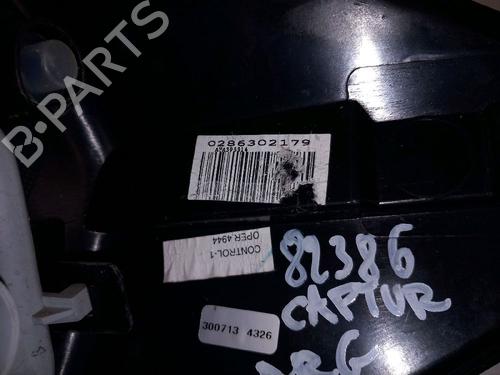 B-PARTS
0286302179
CONTROL-1
OPER.4944
300713 4326
82386
CAPTUR